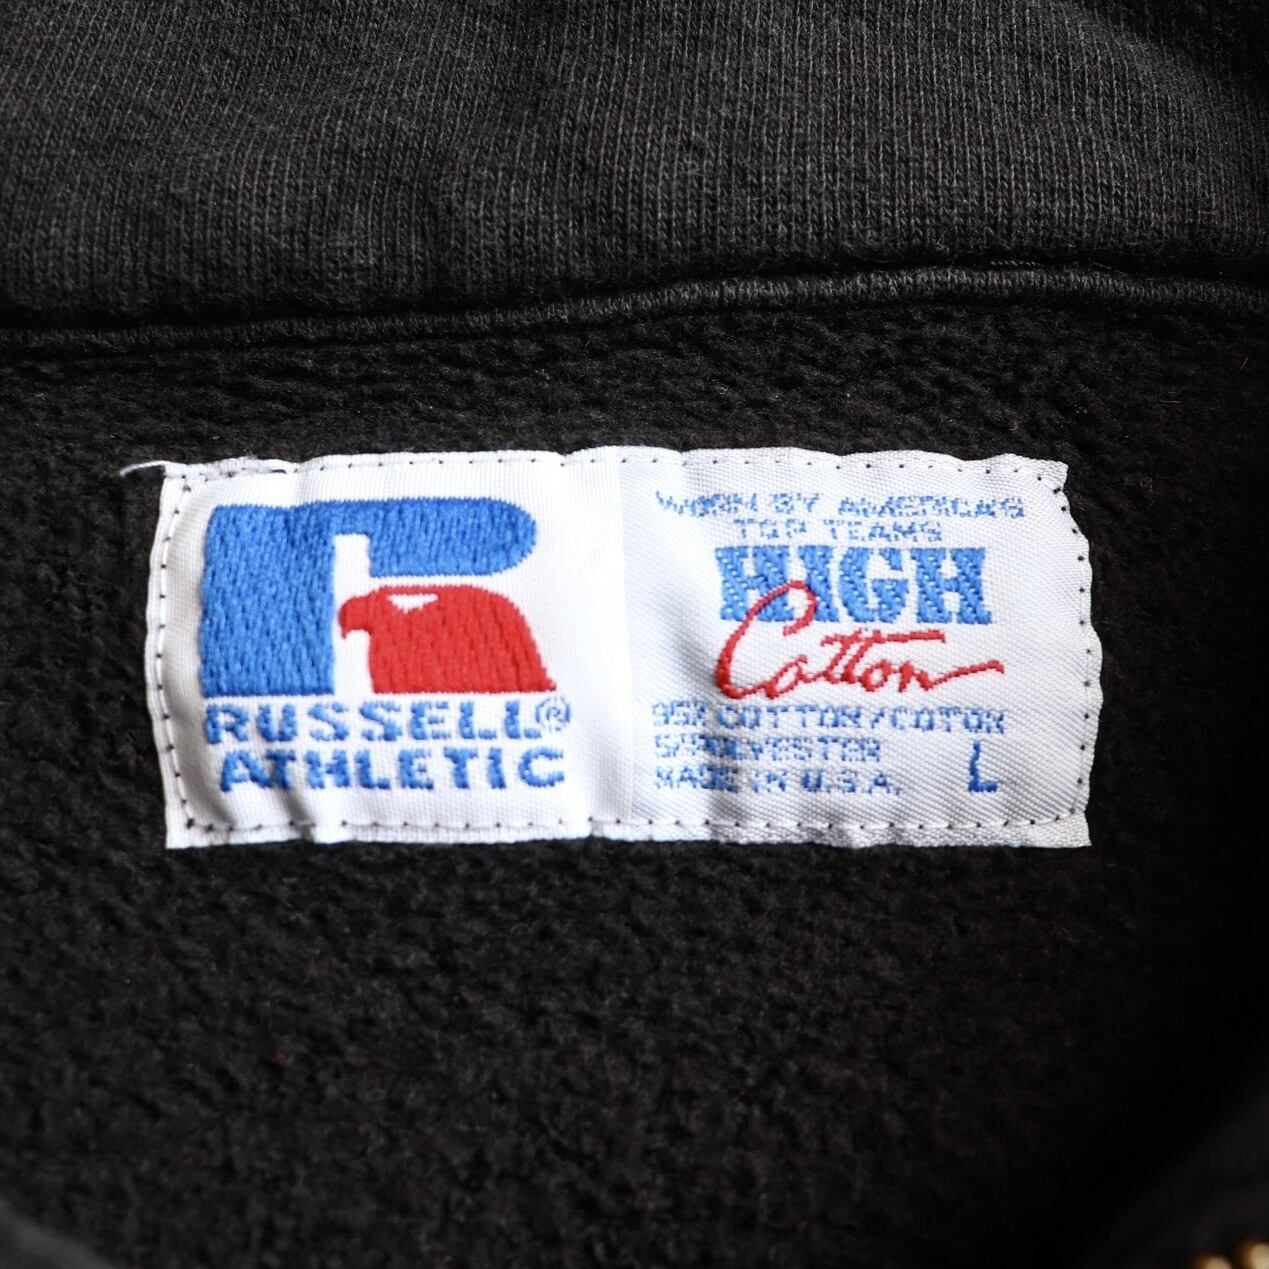 RUSSELL®
ATHLETIC
WORN BY AMERICA'S
TOP TEAMS
HIGH
Cotton
95% COTTON/COTON
5% POLYESTER
MADE IN U.S.A.
L